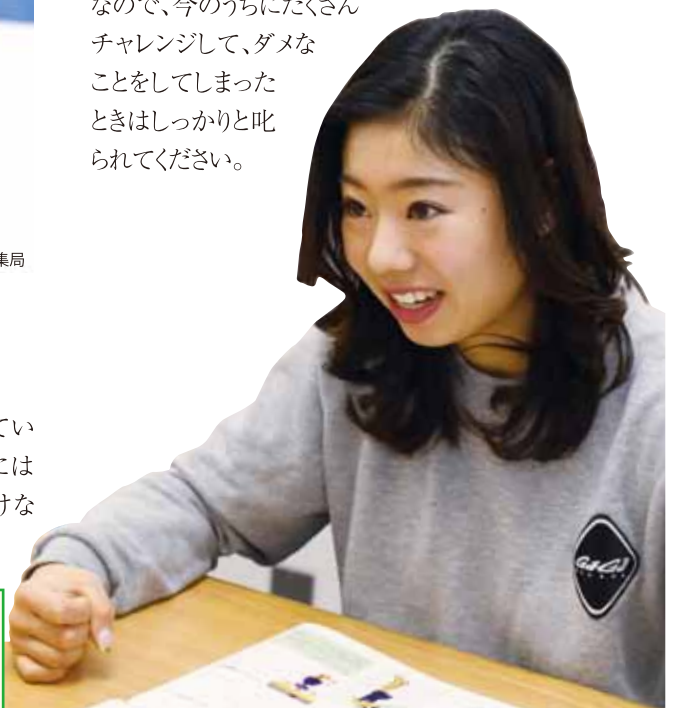 なので、今のうちにたくさん
チャレンジして、ダメな
ことをしてしまった
ときはしっかりと叱
られてください。
集局
てい
には
けな